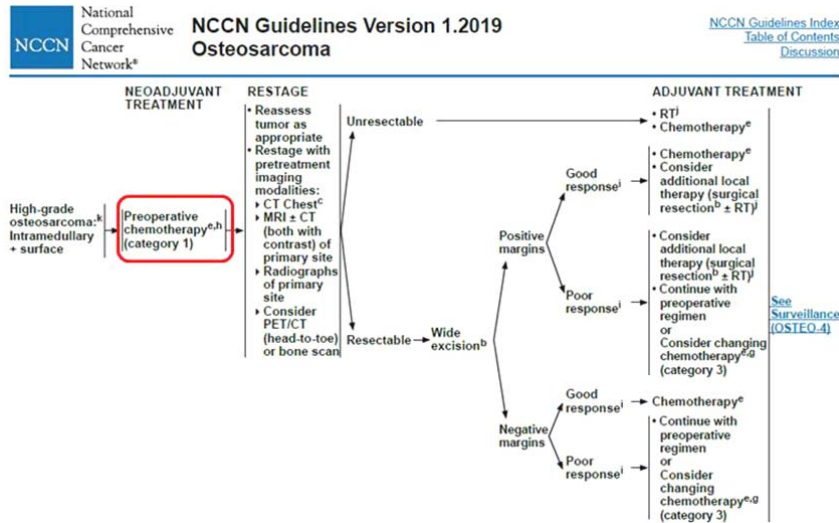 NCCN
National
Comprehensive
Cancer
Network®
NCCN Guidelines Version 1.2019
Osteosarcoma
NCCN Guidelines Index
Table of Contents
Discussion
NEOADJUVANT
TREATMENT
RESTAGE
ADJUVANT TREATMENT
High-grade
osteosarcoma:k
Intramedullary
+ surface
Preoperative
chemotherapye,h
(category 1)
• Reassess
tumor as
appropriate
• Restage with
pretreatment
imaging
modalities:
CT Chestc
MRI ± CT
(both with
contrast) of
primary site
Radiographs
of primary
site
Consider
PET/CT
(head-to-toe)
or bone scan
Unresectable
• RTj
• Chemotherapye
Resectable
Wide
excisionb
Positive
margins
Good
responsei
• Chemotherapye
• Consider
additional local
therapy (surgical
resectionb ± RT)j
Poor
responsei
• Consider
additional local
therapy (surgical
resectionb ± RT)j
• Continue with
preoperative
regimen
or
Consider changing
chemotherapye,g
(category 3)
Negative
margins
Good
responsei
Chemotherapye
Poor
responsei
• Continue with
preoperative
regimen
or
Consider
changing
chemotherapye,g
(category 3)
See
Surveillance
(OSTEO-4)